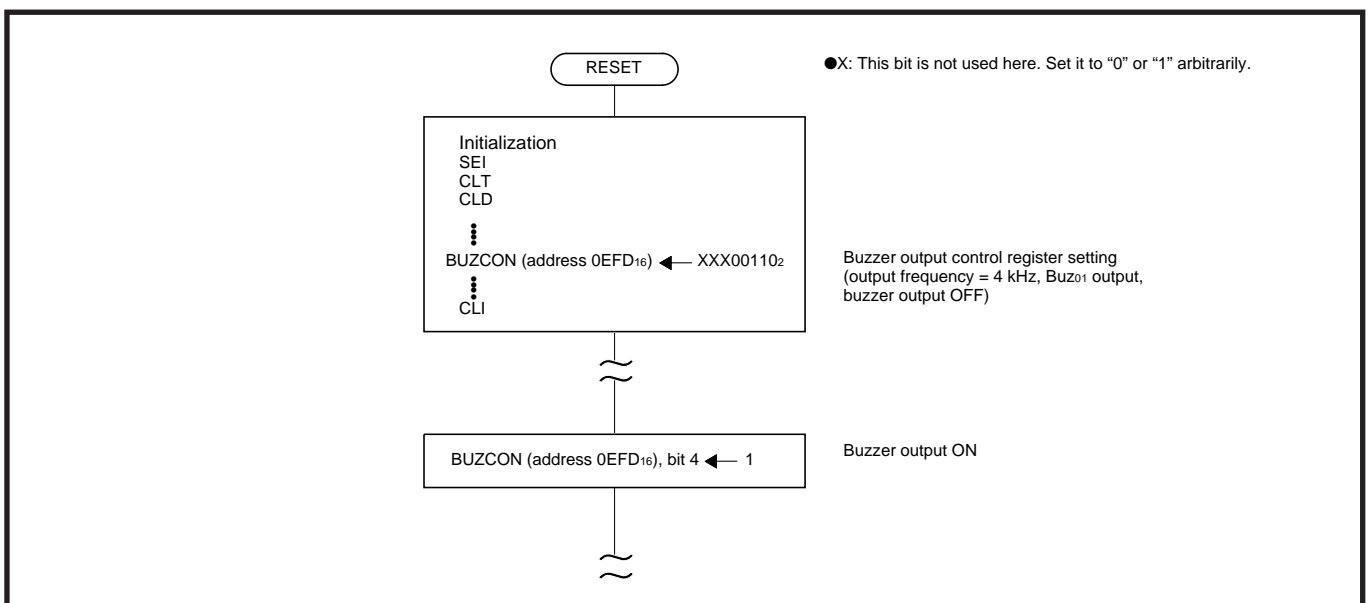 RESET
●X: This bit is not used here. Set it to “0” or “1” arbitrarily.
Initialization
SEI
CLT
CLD
BUZCON (address 0EFD16) ← XXX001102
Buzzer output control register setting
(output frequency = 4 kHz, Buz01 output,
buzzer output OFF)
CLI
BUZCON (address 0EFD16), bit 4 ← 1
Buzzer output ON